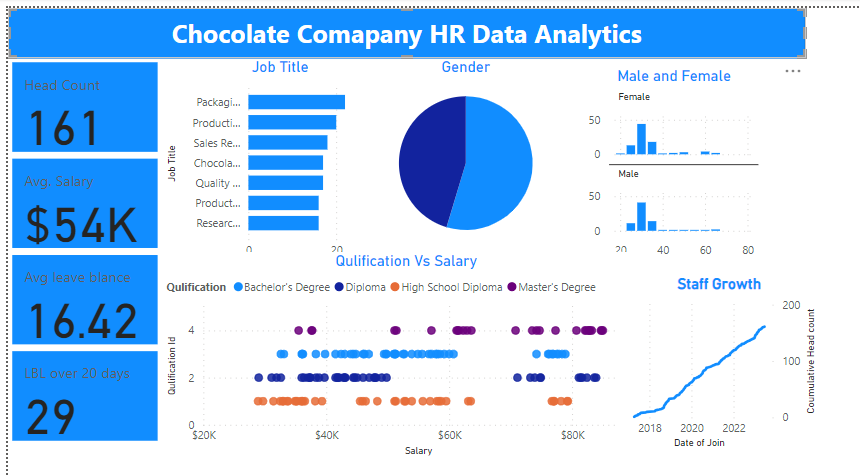 Chocolate Comapany HR Data Analytics
Head Count
161
Avg. Salary
$54K
Avg leave blance
16.42
LBL over 20 days
29
Job Title
Job Title
Packagi...
Producti...
Sales Re...
Chocola...
Quality ...
Product...
Researc...
0 20
Gender
Male and Female
Female
50
0
Male
50
0
20 40 60 80
Qulification Vs Salary
Qulification Bachelor's Degree Diploma High School Diploma Master's Degree
Qulification Id
4
2
0
$20K $40K $60K $80K
Salary
Staff Growth
200
100
0
Coumulative Head count
2018 2020 2022
Date of Join